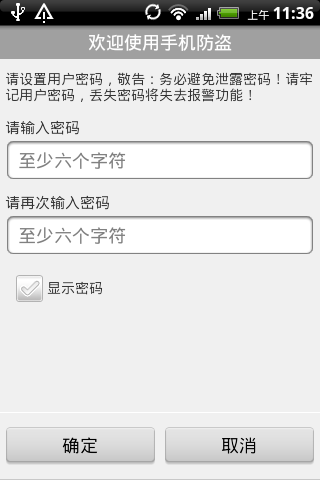 上午 11:36
欢迎使用手机防盗
请设置用户密码，敬告：务必避免泄露密码！请牢
记用户密码，丢失密码将失去报警功能！
请输入密码
至少六个字符
请再次输入密码
至少六个字符
显示密码
确定 取消